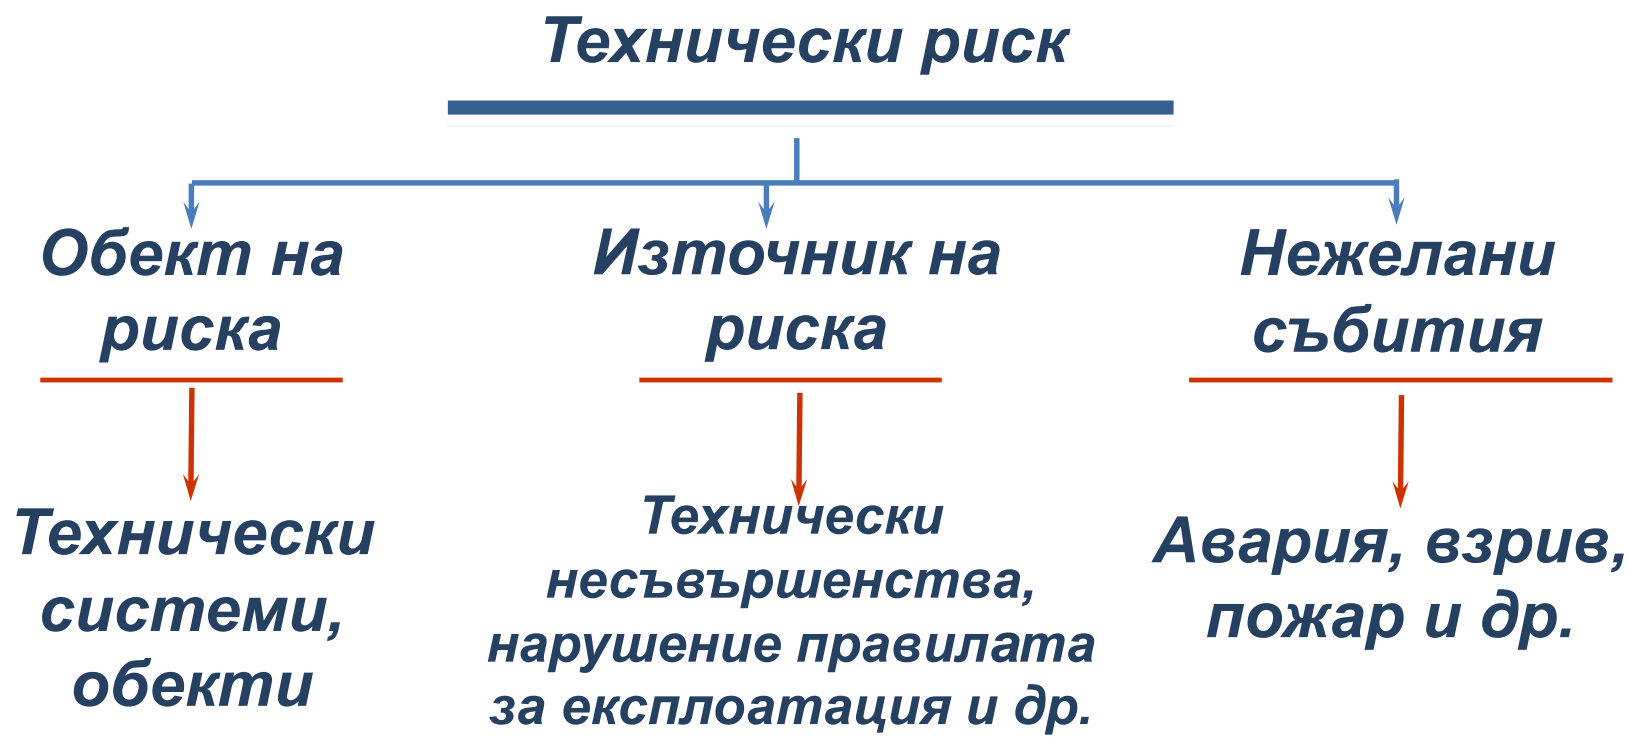 Технически риск
Обект на
риска
Източник на
риска
Нежелани
събития
Технически
системи,
обекти
Технически
несъвършенства,
нарушение правилата
за експлоатация и др.
Авария, взрив,
пожар и др.